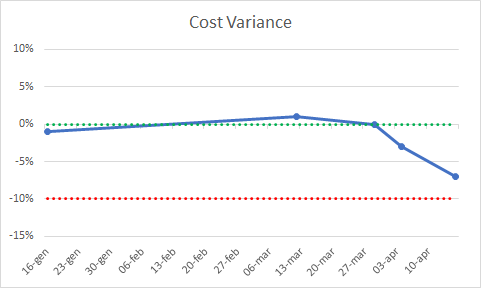 Cost Variance
10%
5%
0%
-5%
-10%
-15%
16-gen
23-gen
30-gen
06-feb
13-feb
20-feb
27-feb
06-mar
13-mar
20-mar
27-mar
03-apr
10-apr